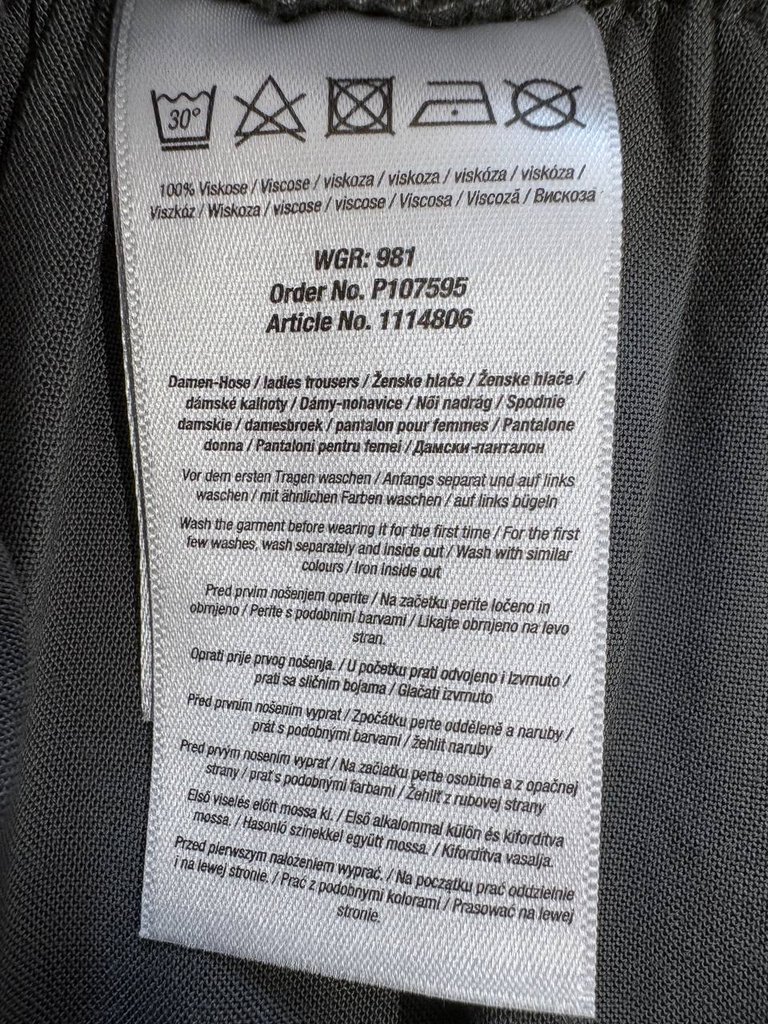 30°
100% Viskose / Viscose / viskoza / viskoza / viskóza / viskóza /
Viszkóz / Wiskoza / viscose / viscose / Viscosa / Viscoză / Вискоза
WGR: 981
Order No. P107595
Article No. 1114806
Damen-Hose / ladies trousers / Ženske hlače / Ženske hlače /
dámské kalhoty / Dámy-nohavice / Női nadrág / Spodnie
damskie / damesbroek / pantalon pour femmes / Pantalone
donna / Pantaloni pentru femei / Дамски-панталон
Vor dem ersten Tragen waschen / Anfangs separat und auf links
waschen / mit ähnlichen Farben waschen / auf links bügeln
Wash the garment before wearing it for the first time / For the first
few washes, wash separately and inside out / Wash with similar
colours / Iron inside out
Pred prvim nošenjem operite / Na začetku perite ločeno in
obrnjeno / Perite s podobnimi barvami / Likajte obrnjeno na levo
stran.
Oprati prije prvog nošenja. / U početku prati odvojeno i izvrnuto /
prati sa sličnim bojama / Glačati izvrnuto
Před prvním nošením vyprat / Zpočátku perte odděleně a naruby /
prát s podobnými barvami / žehlit naruby
Pred prvým nosením vyprať / Na začiatku perte osobitne a z opačnej
strany / prať s podobnými farbami / Žehliť z rubovej strany
Első viselés előtt mossa ki. / Első alkalommal külön és kifordítva
mossa. / Hasonló színekkel együtt mossa. / Kifordítva vasalja.
Przed pierwszym nałożeniem wyprać. / Na początku prać oddzielnie
i na lewej stronie. / Prać z podobnymi kolorami / Prasować na lewej
stronie.